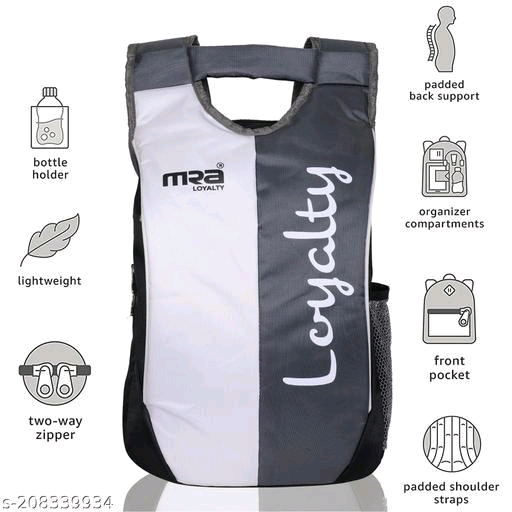 padded
back support
bottle
holder
mra®
LOYALTY
Loyalty
organizer
compartments
lightweight
front
pocket
two-way
zipper
padded shoulder
straps
s-208339934